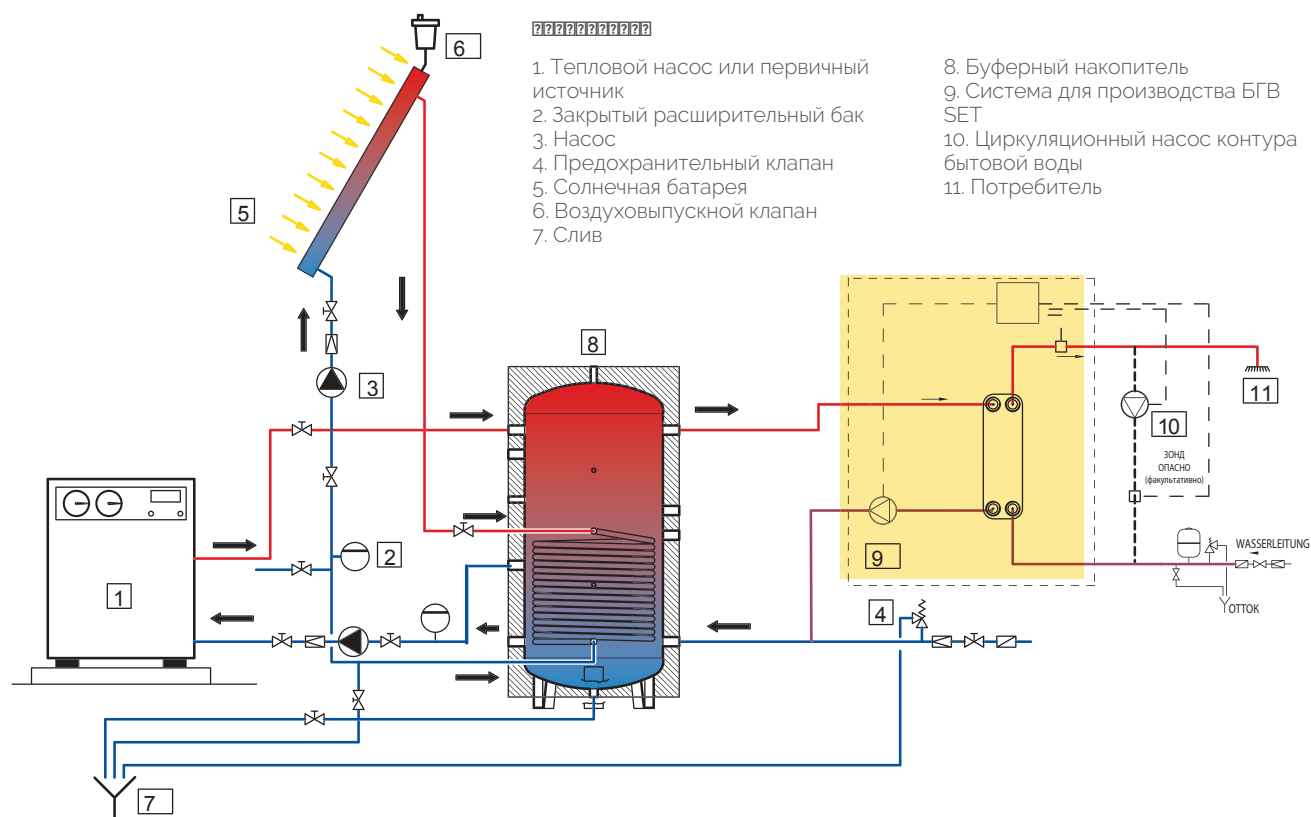 1. Тепловой насос или первичный
источник
2. Закрытый расширительный бак
3. Насос
4. Предохранительный клапан
5. Солнечная батарея
6. Воздуховыпускной клапан
7. Слив
8. Буферный накопитель
9. Система для производства БГВ
SET
10. Циркуляционный насос контура
бытовой воды
11. Потребитель
6
5
3
8
11
10
ЗОНД
ОПАСНО
(факультативно)
2
9
WASSERLEITUNG
1
4
ОТТОК
7